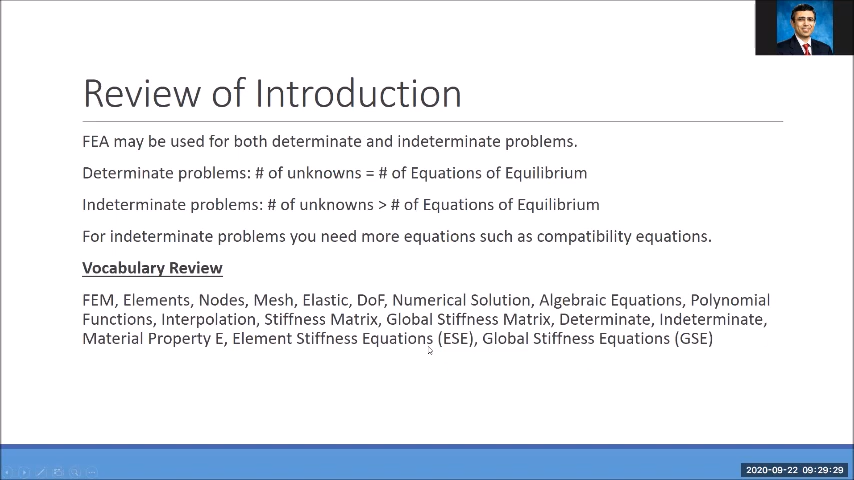 Review of Introduction
FEA may be used for both determinate and indeterminate problems.
Determinate problems: # of unknowns = # of Equations of Equilibrium
Indeterminate problems: # of unknowns > # of Equations of Equilibrium
For indeterminate problems you need more equations such as compatibility equations.
Vocabulary Review
FEM, Elements, Nodes, Mesh, Elastic, DoF, Numerical Solution, Algebraic Equations, Polynomial
Functions, Interpolation, Stiffness Matrix, Global Stiffness Matrix, Determinate, Indeterminate,
Material Property E, Element Stiffness Equations (ESE), Global Stiffness Equations (GSE)
2020-09-22 09:29:29